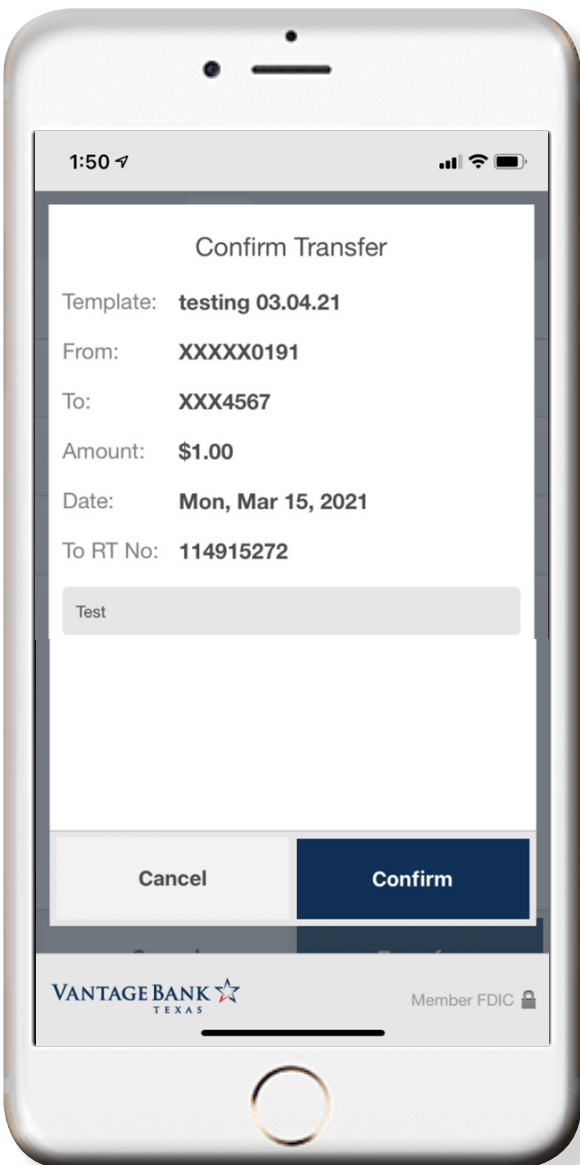 1:50
Confirm Transfer
Template: testing 03.04.21
From: XXXXX0191
To: XXX4567
Amount: $1.00
Date: Mon, Mar 15, 2021
To RT No: 114915272
Test
Cancel Confirm
VANTAGE BANK
TEXAS
Member FDIC